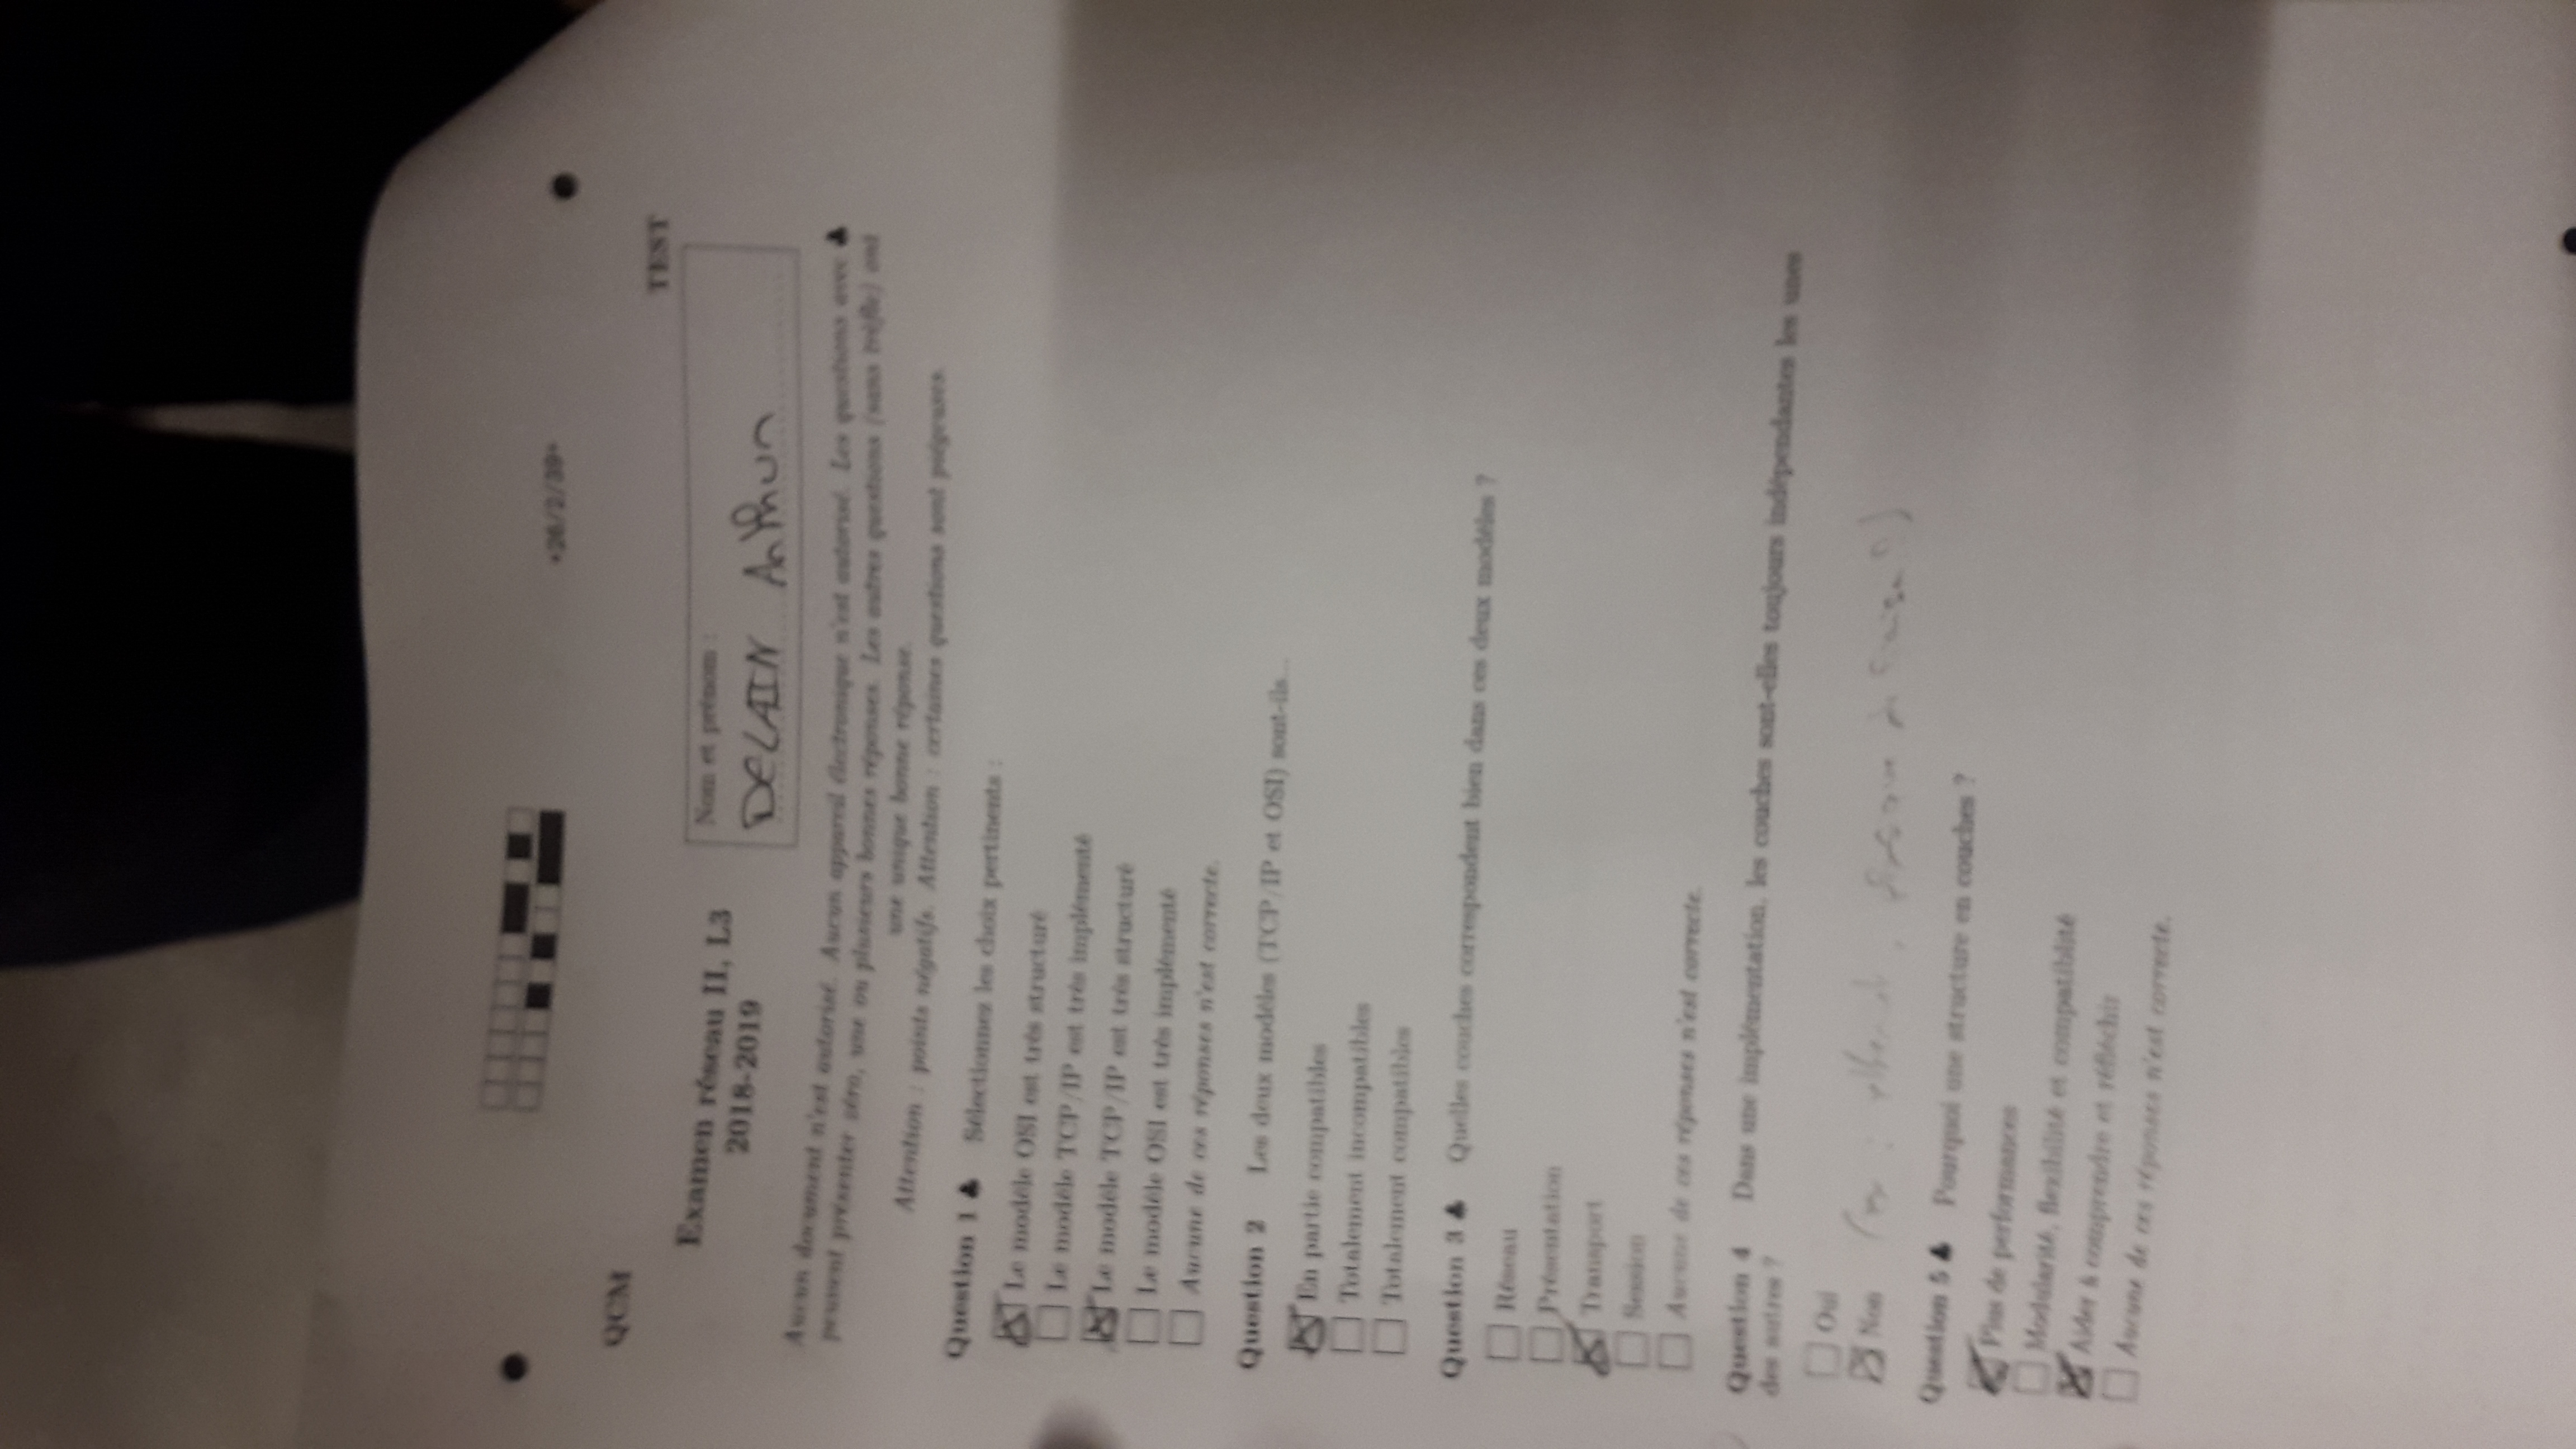 +26/2/39+
QCM
TEST
Examen réseau II, L3
2018-2019
Nom et prénom :
DELAIN Arthur
Aucun document n'est autorisé. Aucun appareil électronique n'est autorisé. Les questions avec ♣
peuvent présenter zéro, une ou plusieurs bonnes réponses. Les autres questions (sans trèfle) ont
une unique bonne réponse.
Attention : points négatifs. Attention : certaines questions sont piégeuses.
Question 1 ♣ Sélectionnez les choix pertinents :
Le modèle OSI est très structuré
Le modèle TCP/IP est très implémenté
Le modèle TCP/IP est très structuré
Le modèle OSI est très implémenté
Aucune de ces réponses n'est correcte.
Question 2 Les deux modèles (TCP/IP et OSI) sont-ils...
En partie compatibles
Totalement incompatibles
Totalement compatibles
Question 3 ♣ Quelles couches correspondent bien dans ces deux modèles ?
Réseau
Présentation
Transport
Session
Aucune de ces réponses n'est correcte.
Question 4 Dans une implémentation, les couches sont-elles toujours indépendantes les unes
des autres ?
Oui
Non
Question 5 ♣ Pourquoi une structure en couches ?
Plus de performances
Modularité, flexibilité et compatiblité
Aider à comprendre et réfléchir
Aucune de ces réponses n'est correcte.